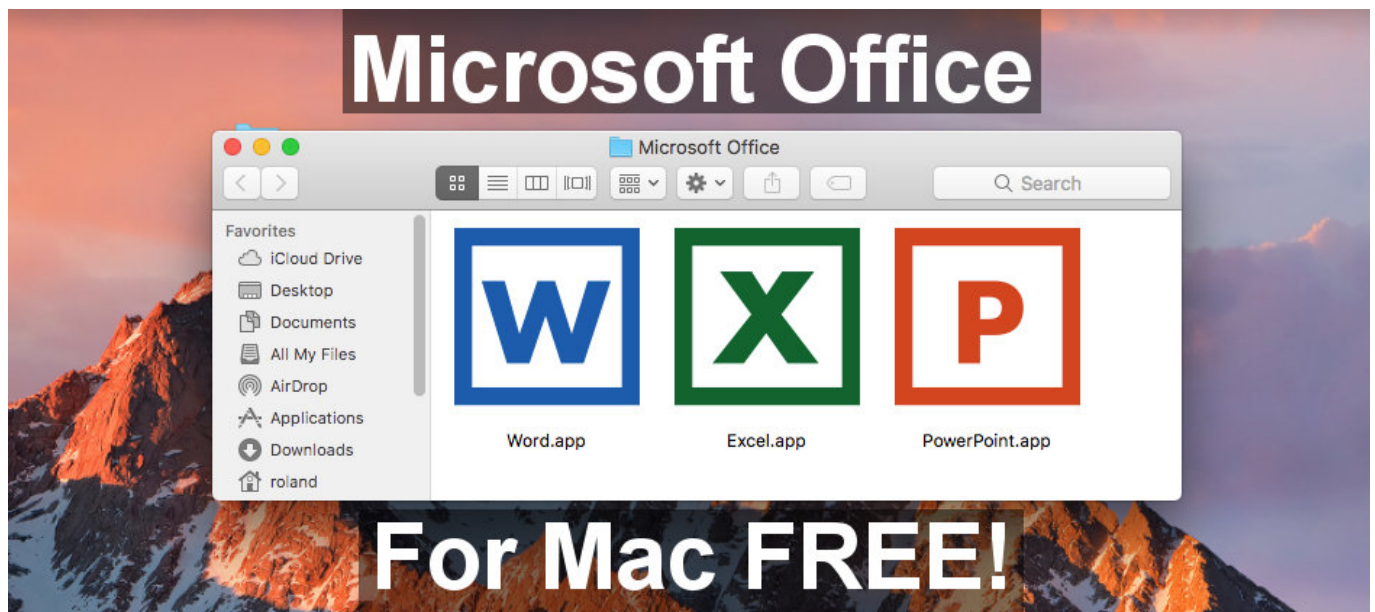 Microsoft Office
Microsoft Office
Search
Favorites
iCloud Drive
Desktop
Documents
All My Files
AirDrop
Applications
Downloads
roland
W X P
Word.app Excel.app PowerPoint.app
For Mac FREE!